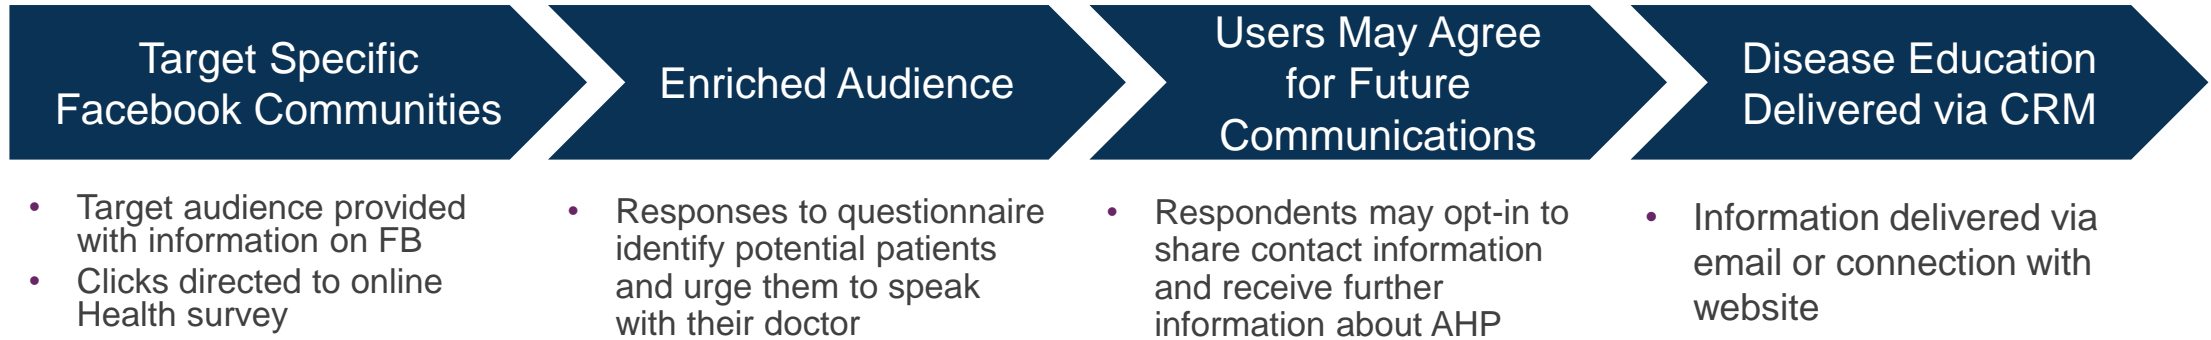 Target Specific
Facebook Communities
Enriched Audience
Users May Agree
for Future
Communications
Disease Education
Delivered via CRM
• Target audience provided
with information on FB
• Clicks directed to online
Health survey
• Responses to questionnaire
identify potential patients
and urge them to speak
with their doctor
• Respondents may opt-in to
share contact information
and receive further
information about AHP
• Information delivered via
email or connection with
website